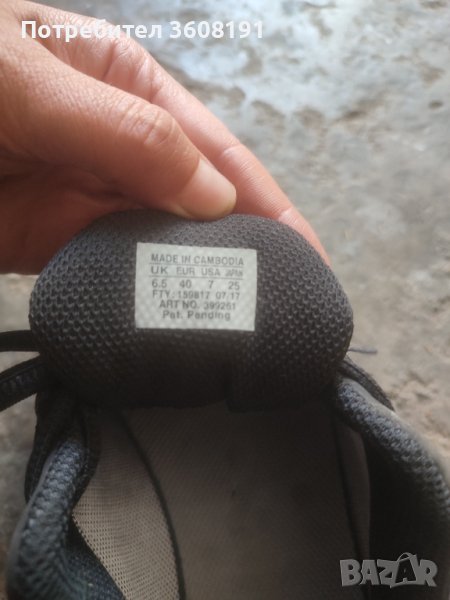 Потребител 3608191
MADE IN CAMBODIA
UK EUR USA JAPAN
6.5 40 7 25
FTY: 159817 07/17
ART NO. 399261
Pat. Pending
BAZAR